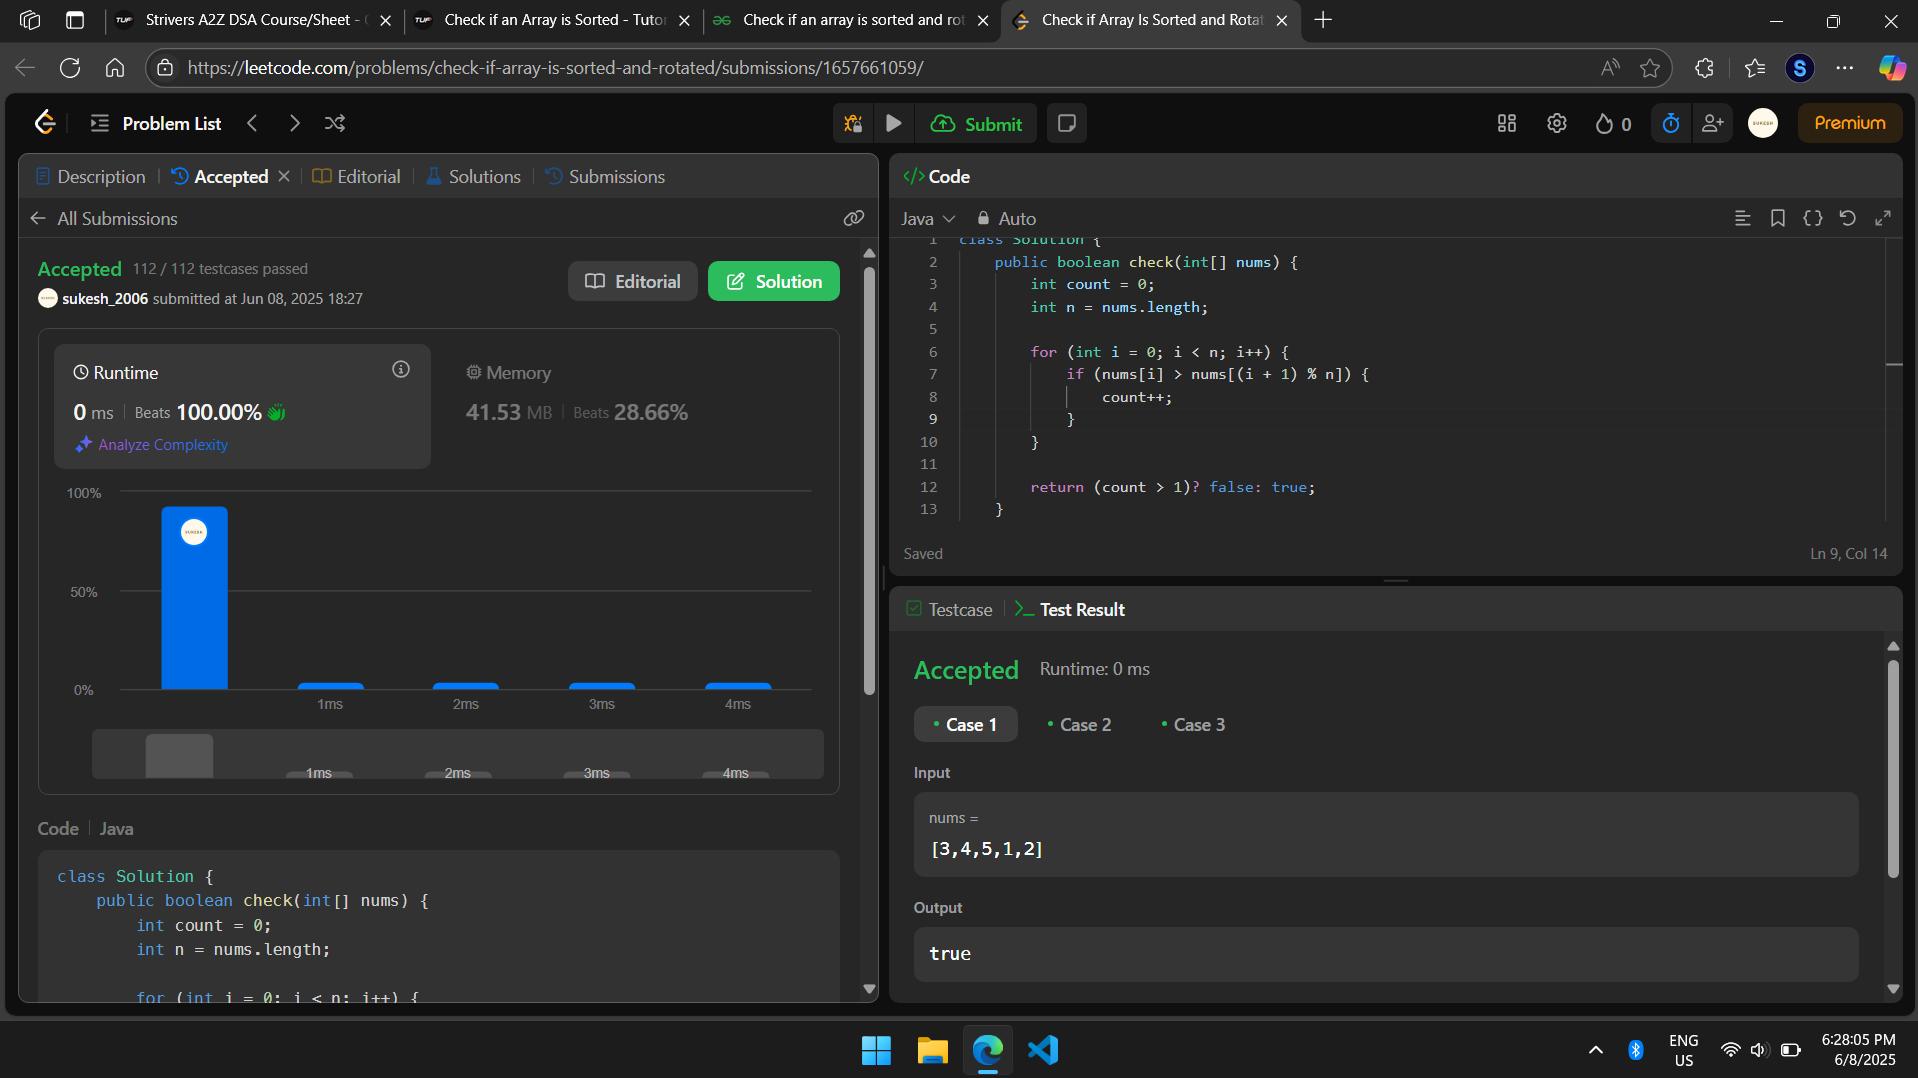 Strivers A2Z DSA Course/Sheet -
Check if an Array is Sorted - Tutor
Check if an array is sorted and rot
Check if Array Is Sorted and Rotat
https://leetcode.com/problems/check-if-array-is-sorted-and-rotated/submissions/1657661059/
S
Problem List
Submit
0
Premium
Description
Accepted
Editorial
Solutions
Submissions
All Submissions
Accepted 112 / 112 testcases passed
sukesh_2006 submitted at Jun 08, 2025 18:27
Editorial
Solution
Runtime
0 ms Beats 100.00%
Analyze Complexity
Memory
41.53 MB Beats 28.66%
100%
50%
0%
1ms 2ms 3ms 4ms
1ms 2ms 3ms 4ms
Code Java
class Solution {
public boolean check(int[] nums) {
int count = 0;
int n = nums.length;
for (int i = 0; i < n; i++) {
</> Code
Java Auto
1 class Solution {
2 public boolean check(int[] nums) {
3 int count = 0;
4 int n = nums.length;
5
6 for (int i = 0; i < n; i++) {
7 if (nums[i] > nums[(i + 1) % n]) {
8 count++;
9 }
10 }
11
12 return (count > 1)? false: true;
13 }
Saved
Ln 9, Col 14
Testcase
Test Result
Accepted Runtime: 0 ms
Case 1 Case 2 Case 3
Input
nums =
[3,4,5,1,2]
Output
true
ENG
US
6:28:05 PM
6/8/2025